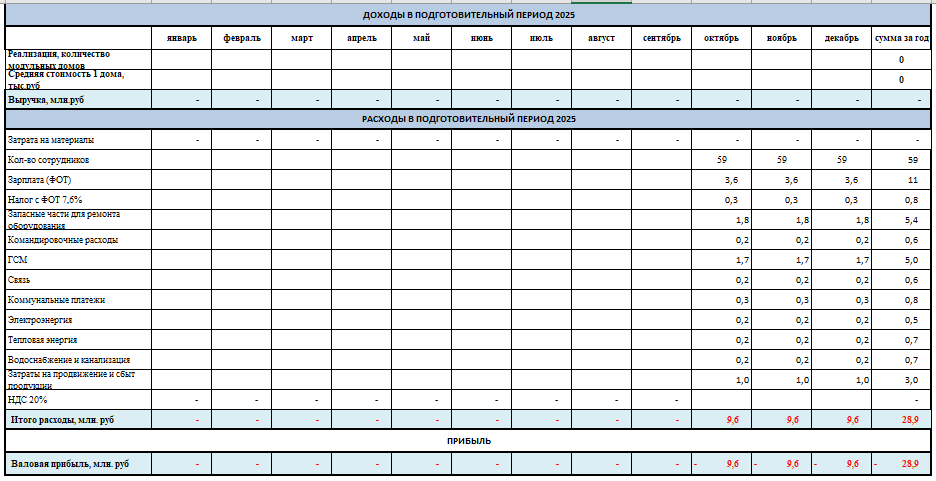 ДОХОДЫ В ПОДГОТОВИТЕЛЬНЫЙ ПЕРИОД 2025
январь февраль март апрель май июнь июль август сентябрь октябрь ноябрь декабрь сумма за год
Реализация, количество
модульных домов 0
Средняя стоимость 1 дома,
тыс.руб 0
Выручка, млн.руб - - - - - - - - - - - - -
РАСХОДЫ В ПОДГОТОВИТЕЛЬНЫЙ ПЕРИОД 2025
Затрата на материалы - - - - - - - - - - - - -
Кол-во сотрудников 59 59 59 59
Зарплата (ФОТ) 3,6 3,6 3,6 11
Налог с ФОТ 7,6% 0,3 0,3 0,3 0,8
Запасные части для ремонта
оборудования 1,8 1,8 1,8 5,4
Командировочные расходы 0,2 0,2 0,2 0,6
ГСМ 1,7 1,7 1,7 5,0
Связь 0,2 0,2 0,2 0,6
Коммунальные платежи 0,3 0,3 0,3 0,8
Электроэнергия 0,2 0,2 0,2 0,5
Тепловая энергия 0,2 0,2 0,2 0,7
Водоснабжение и канализация 0,2 0,2 0,2 0,7
Затраты на продвижение и сбыт
продукции 1,0 1,0 1,0 3,0
НДС 20% - - - - - - - - - -
Итого расходы, млн. руб - - - - - - - - - 9,6 9,6 9,6 28,9
ПРИБЫЛЬ
Валовая прибыль, млн. руб - - - - - - - - - - 9,6 - 9,6 - 9,6 - 28,9